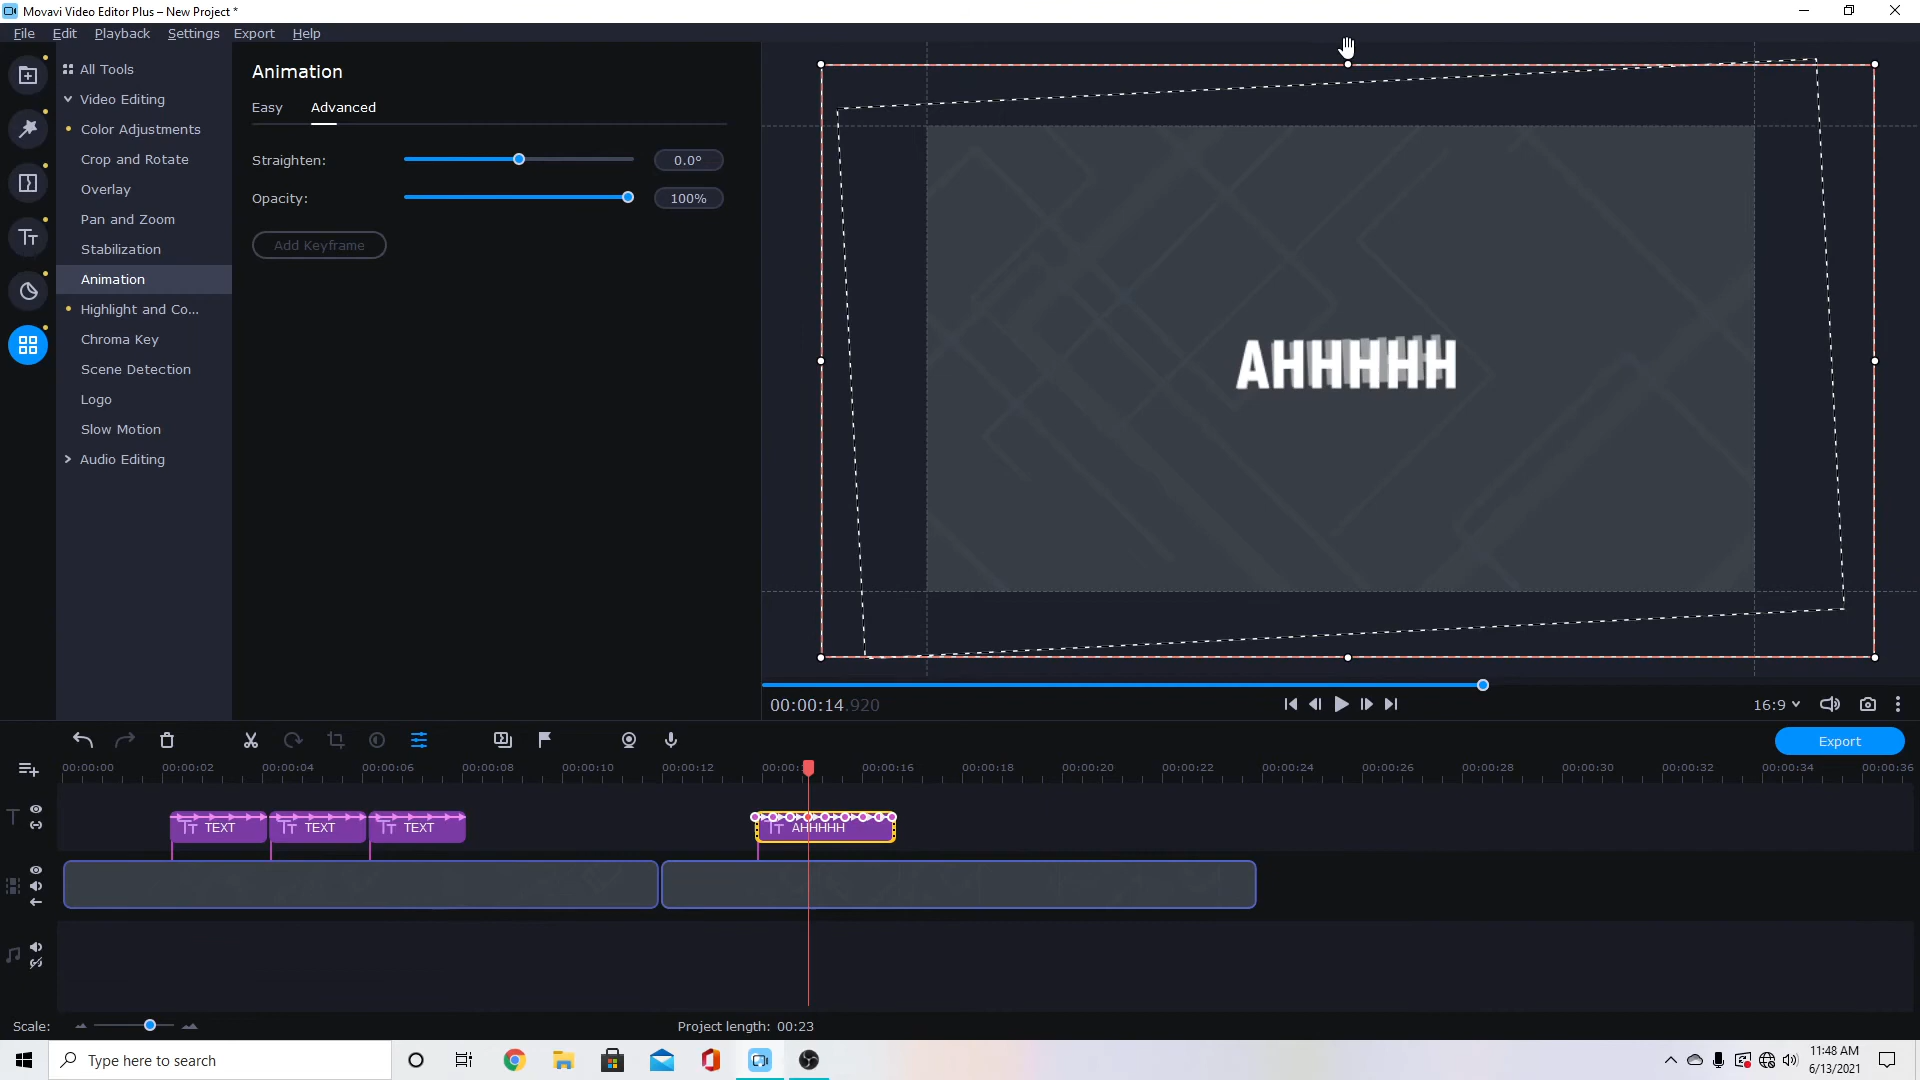 Movavi Video Editor Plus – New Project *
File Edit Playback Settings Export Help
All Tools
Video Editing
Color Adjustments
Crop and Rotate
Overlay
Pan and Zoom
Stabilization
Animation
Highlight and Co...
Chroma Key
Scene Detection
Logo
Slow Motion
Audio Editing
Animation
Easy Advanced
Straighten: 0.0°
Opacity: 100%
Add Keyframe
AHHHHH
00:00:14.920
16:9
Export
00:00:00 00:00:02 00:00:04 00:00:06 00:00:08 00:00:10 00:00:12 00:00:1 00:00:16 00:00:18 00:00:20 00:00:22 00:00:24 00:00:26 00:00:28 00:00:30 00:00:32 00:00:34 00:00:36
TEXT TEXT TEXT AHHHHH
Scale:
Project length: 00:23
Type here to search
11:48 AM
6/13/2021